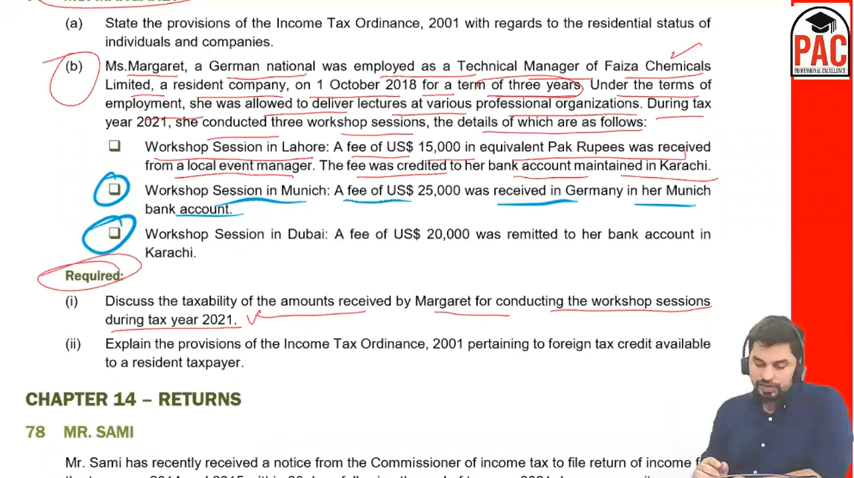 (a) State the provisions of the Income Tax Ordinance, 2001 with regards to the residential status of
individuals and companies.
(b) Ms.Margaret, a German national was employed as a Technical Manager of Faiza Chemicals
Limited, a resident company, on 1 October 2018 for a term of three years. Under the terms of
employment, she was allowed to deliver lectures at various professional organizations. During tax
year 2021, she conducted three workshop sessions, the details of which are as follows:
Workshop Session in Lahore: A fee of US$ 15,000 in equivalent Pak Rupees was received
from a local event manager. The fee was credited to her bank account maintained in Karachi.
Workshop Session in Munich: A fee of US$ 25,000 was received in Germany in her Munich
bank account.
Workshop Session in Dubai: A fee of US$ 20,000 was remitted to her bank account in
Karachi.
Required:
(i) Discuss the taxability of the amounts received by Margaret for conducting the workshop sessions
during tax year 2021.
(ii) Explain the provisions of the Income Tax Ordinance, 2001 pertaining to foreign tax credit available
to a resident taxpayer.
CHAPTER 14 – RETURNS
78 MR. SAMI
Mr. Sami has recently received a notice from the Commissioner of income tax to file return of income
PAC
PROFESSIONAL EXCELLENCE